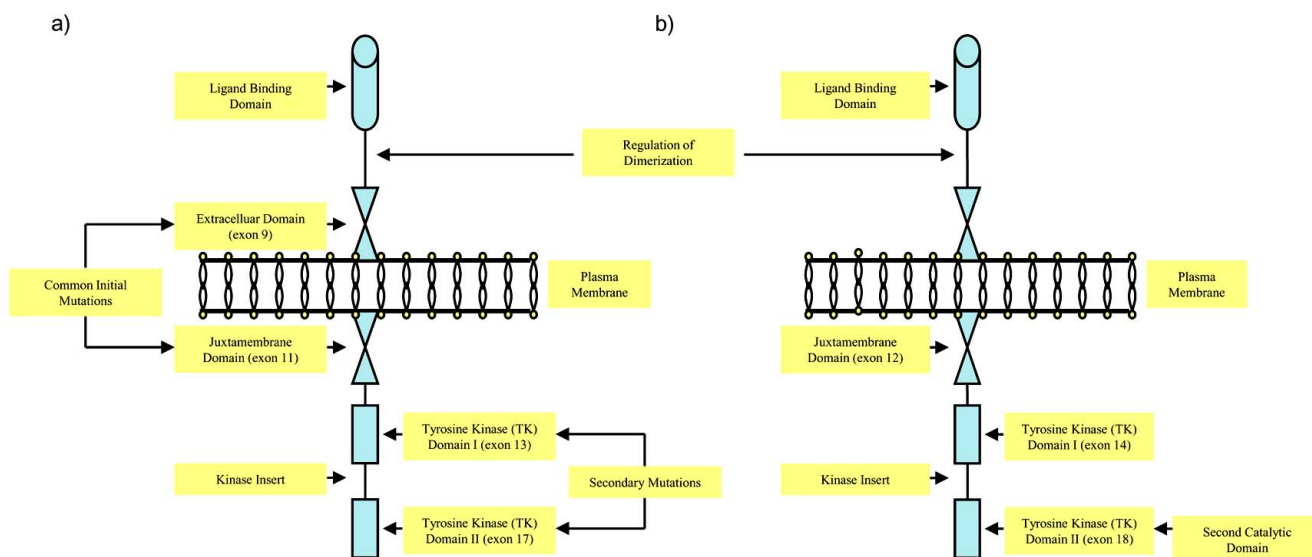 a)
b)
Ligand Binding
Domain
Ligand Binding
Domain
Regulation of
Dimerization
Extracelluar Domain
(exon 9)
Common Initial
Mutations
Plasma
Membrane
Plasma
Membrane
Juxtamembrane
Domain (exon 11)
Juxtamembrane
Domain (exon 12)
Tyrosine Kinase (TK)
Domain I (exon 13)
Tyrosine Kinase (TK)
Domain I (exon 14)
Kinase Insert
Secondary Mutations
Kinase Insert
Tyrosine Kinase (TK)
Domain II (exon 17)
Tyrosine Kinase (TK)
Domain II (exon 18)
Second Catalytic
Domain